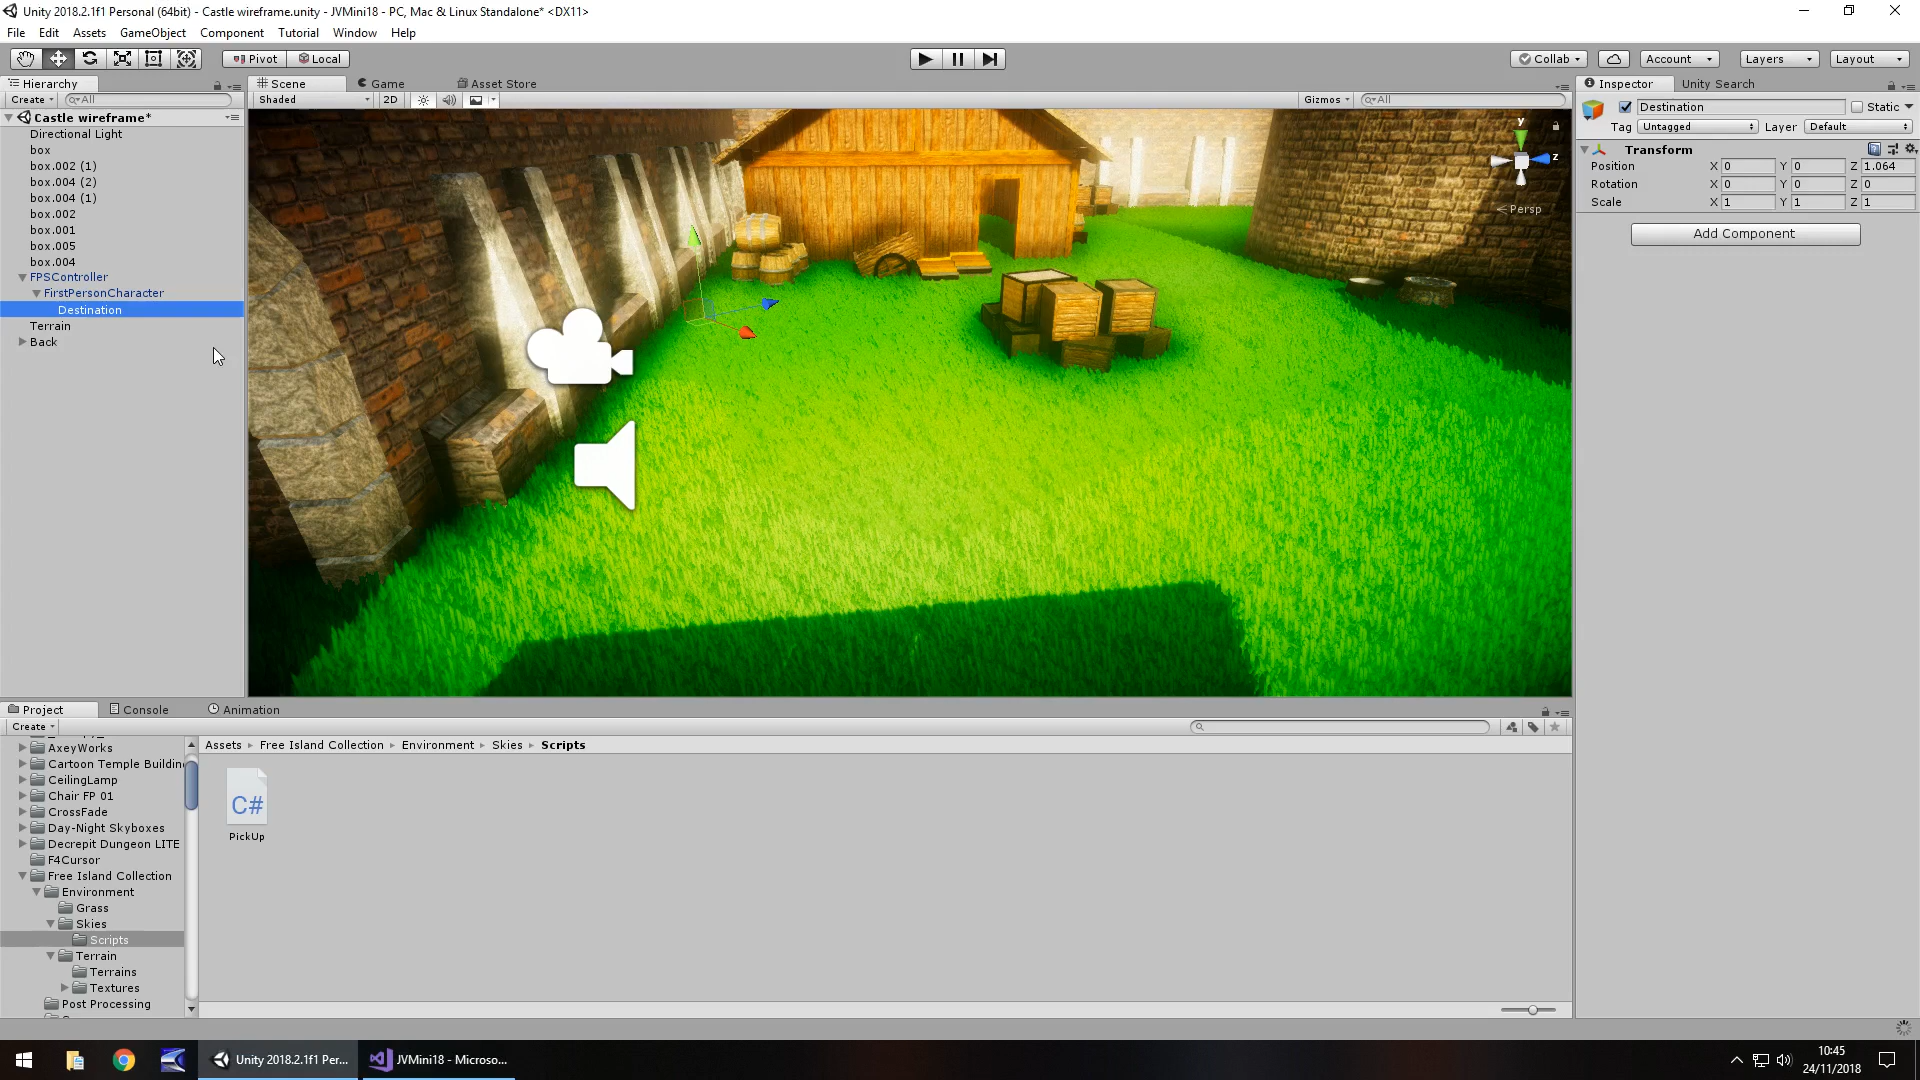 Unity 2018.2.1f1 Personal (64bit) - Castle wireframe.unity - JVMini18 - PC, Mac & Linux Standalone* <DX11>
File Edit Assets GameObject Component Tutorial Window Help
Pivot Local Collab Account Layers Layout
Hierarchy Scene Game Asset Store Inspector Unity Search
Create All Shaded 2D Gizmos All
Destination Static
Tag Untagged Layer Default
Castle wireframe*
Directional Light
box
box.002 (1)
box.004 (2)
box.004 (1)
box.002
box.001
box.005
box.004
FPSController
FirstPersonCharacter
Destination
Terrain
Back
y
z
Persp
Transform
Position X 0 Y 0 Z 1.064
Rotation X 0 Y 0 Z 0
Scale X 1 Y 1 Z 1
Add Component
Project Console Animation
Create
Assets Free Island Collection Environment Skies Scripts
AxeyWorks
Cartoon Temple Building
CeilingLamp
Chair FP 01
CrossFade
Day-Night Skyboxes
Decrepit Dungeon LITE
F4Cursor
Free Island Collection
Environment
Grass
Skies
Scripts
Terrain
Terrains
Textures
Post Processing
C#
PickUp
Unity 2018.2.1f1 Per...
JVMini18 - Microso...
10:45
24/11/2018